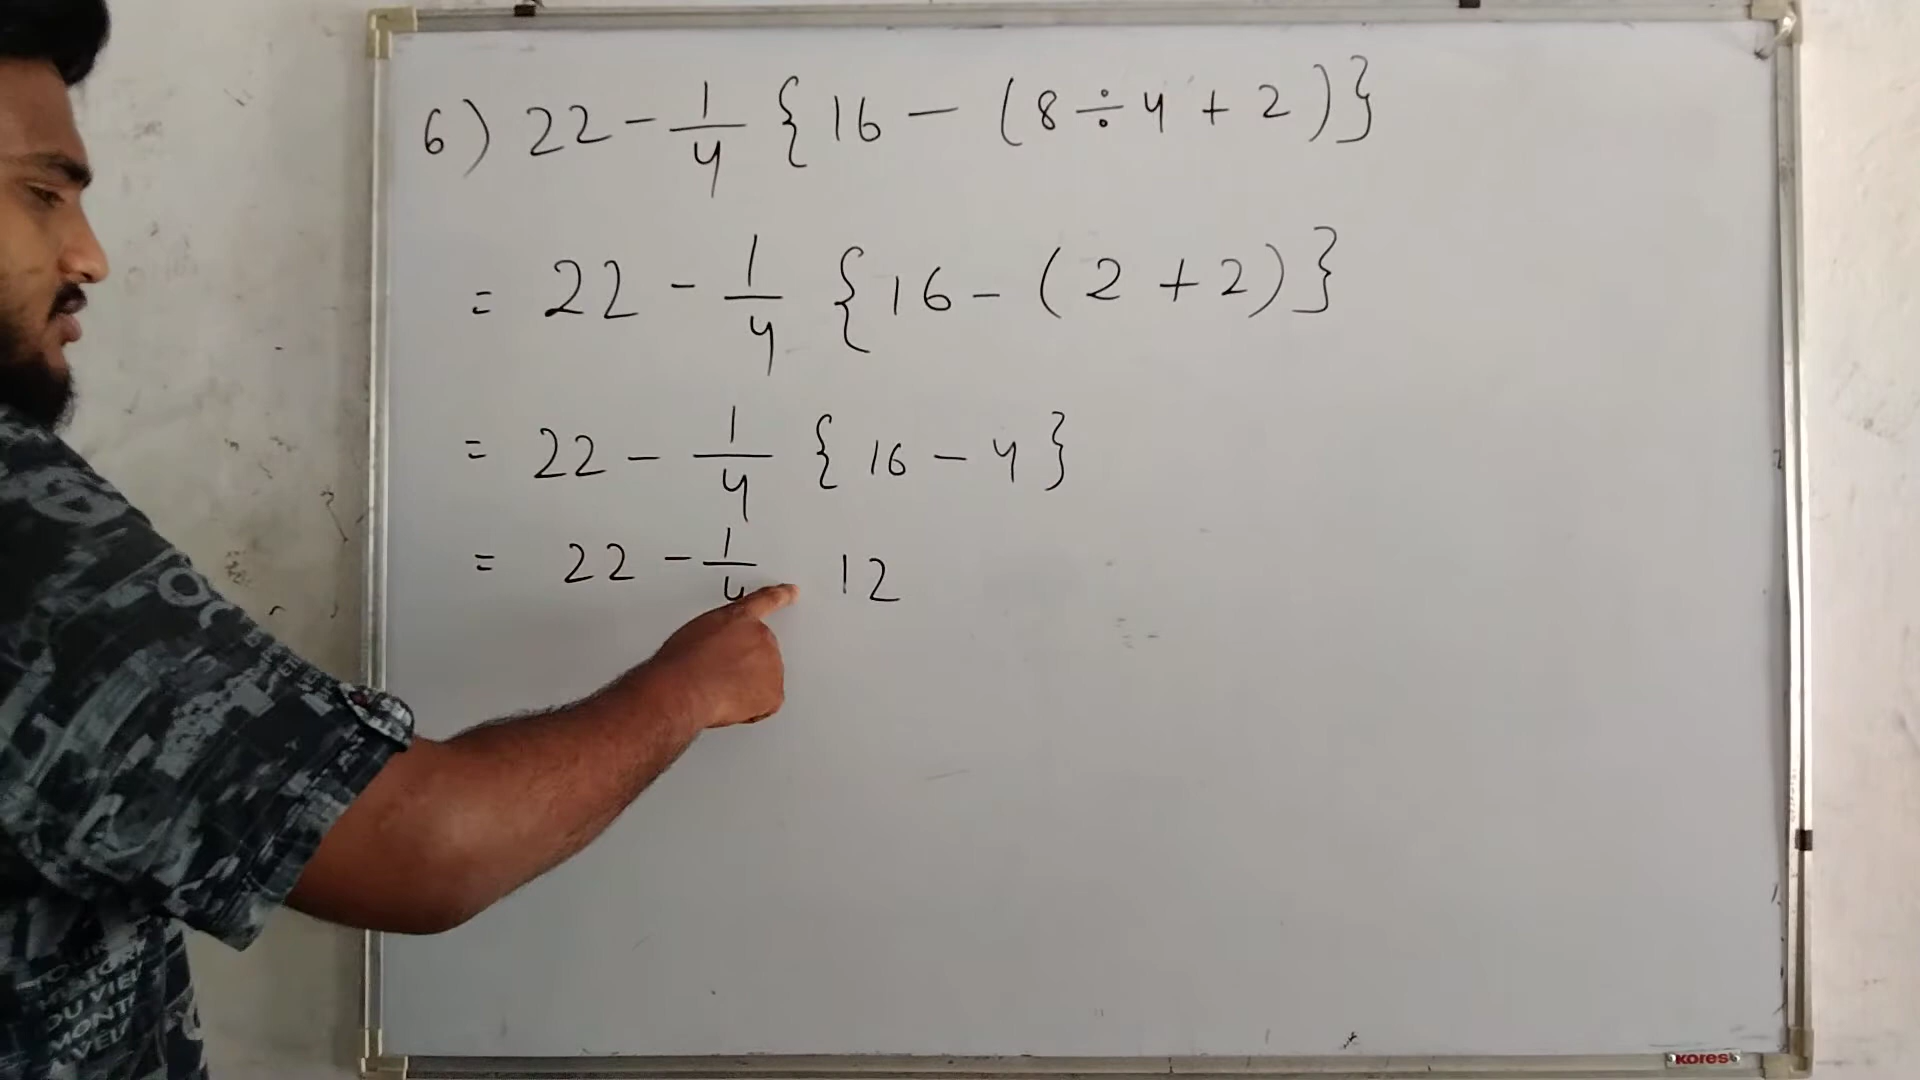 6) 22 - 1/4 {16 - (8 ÷ 4 + 2)}
= 22 - 1/4 {16 - (2 + 2)}
= 22 - 1/4 {16 - 4}
= 22 - 1/4 12
kores